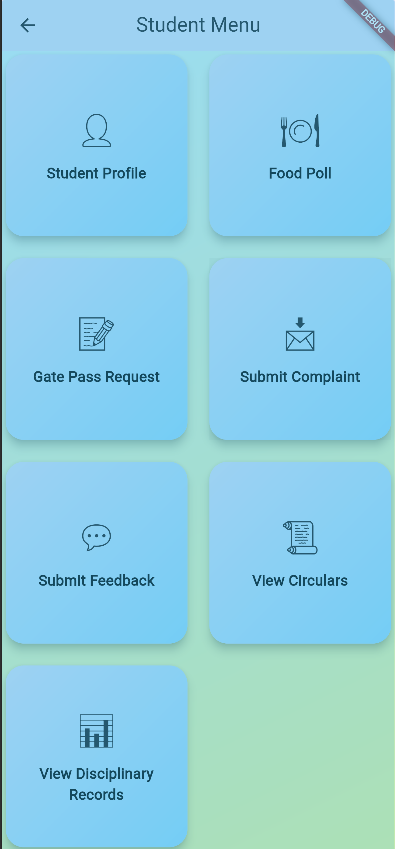 Student Menu
DEBUG
Student Profile
Food Poll
Gate Pass Request
Submit Complaint
Submit Feedback
View Circulars
View Disciplinary
Records